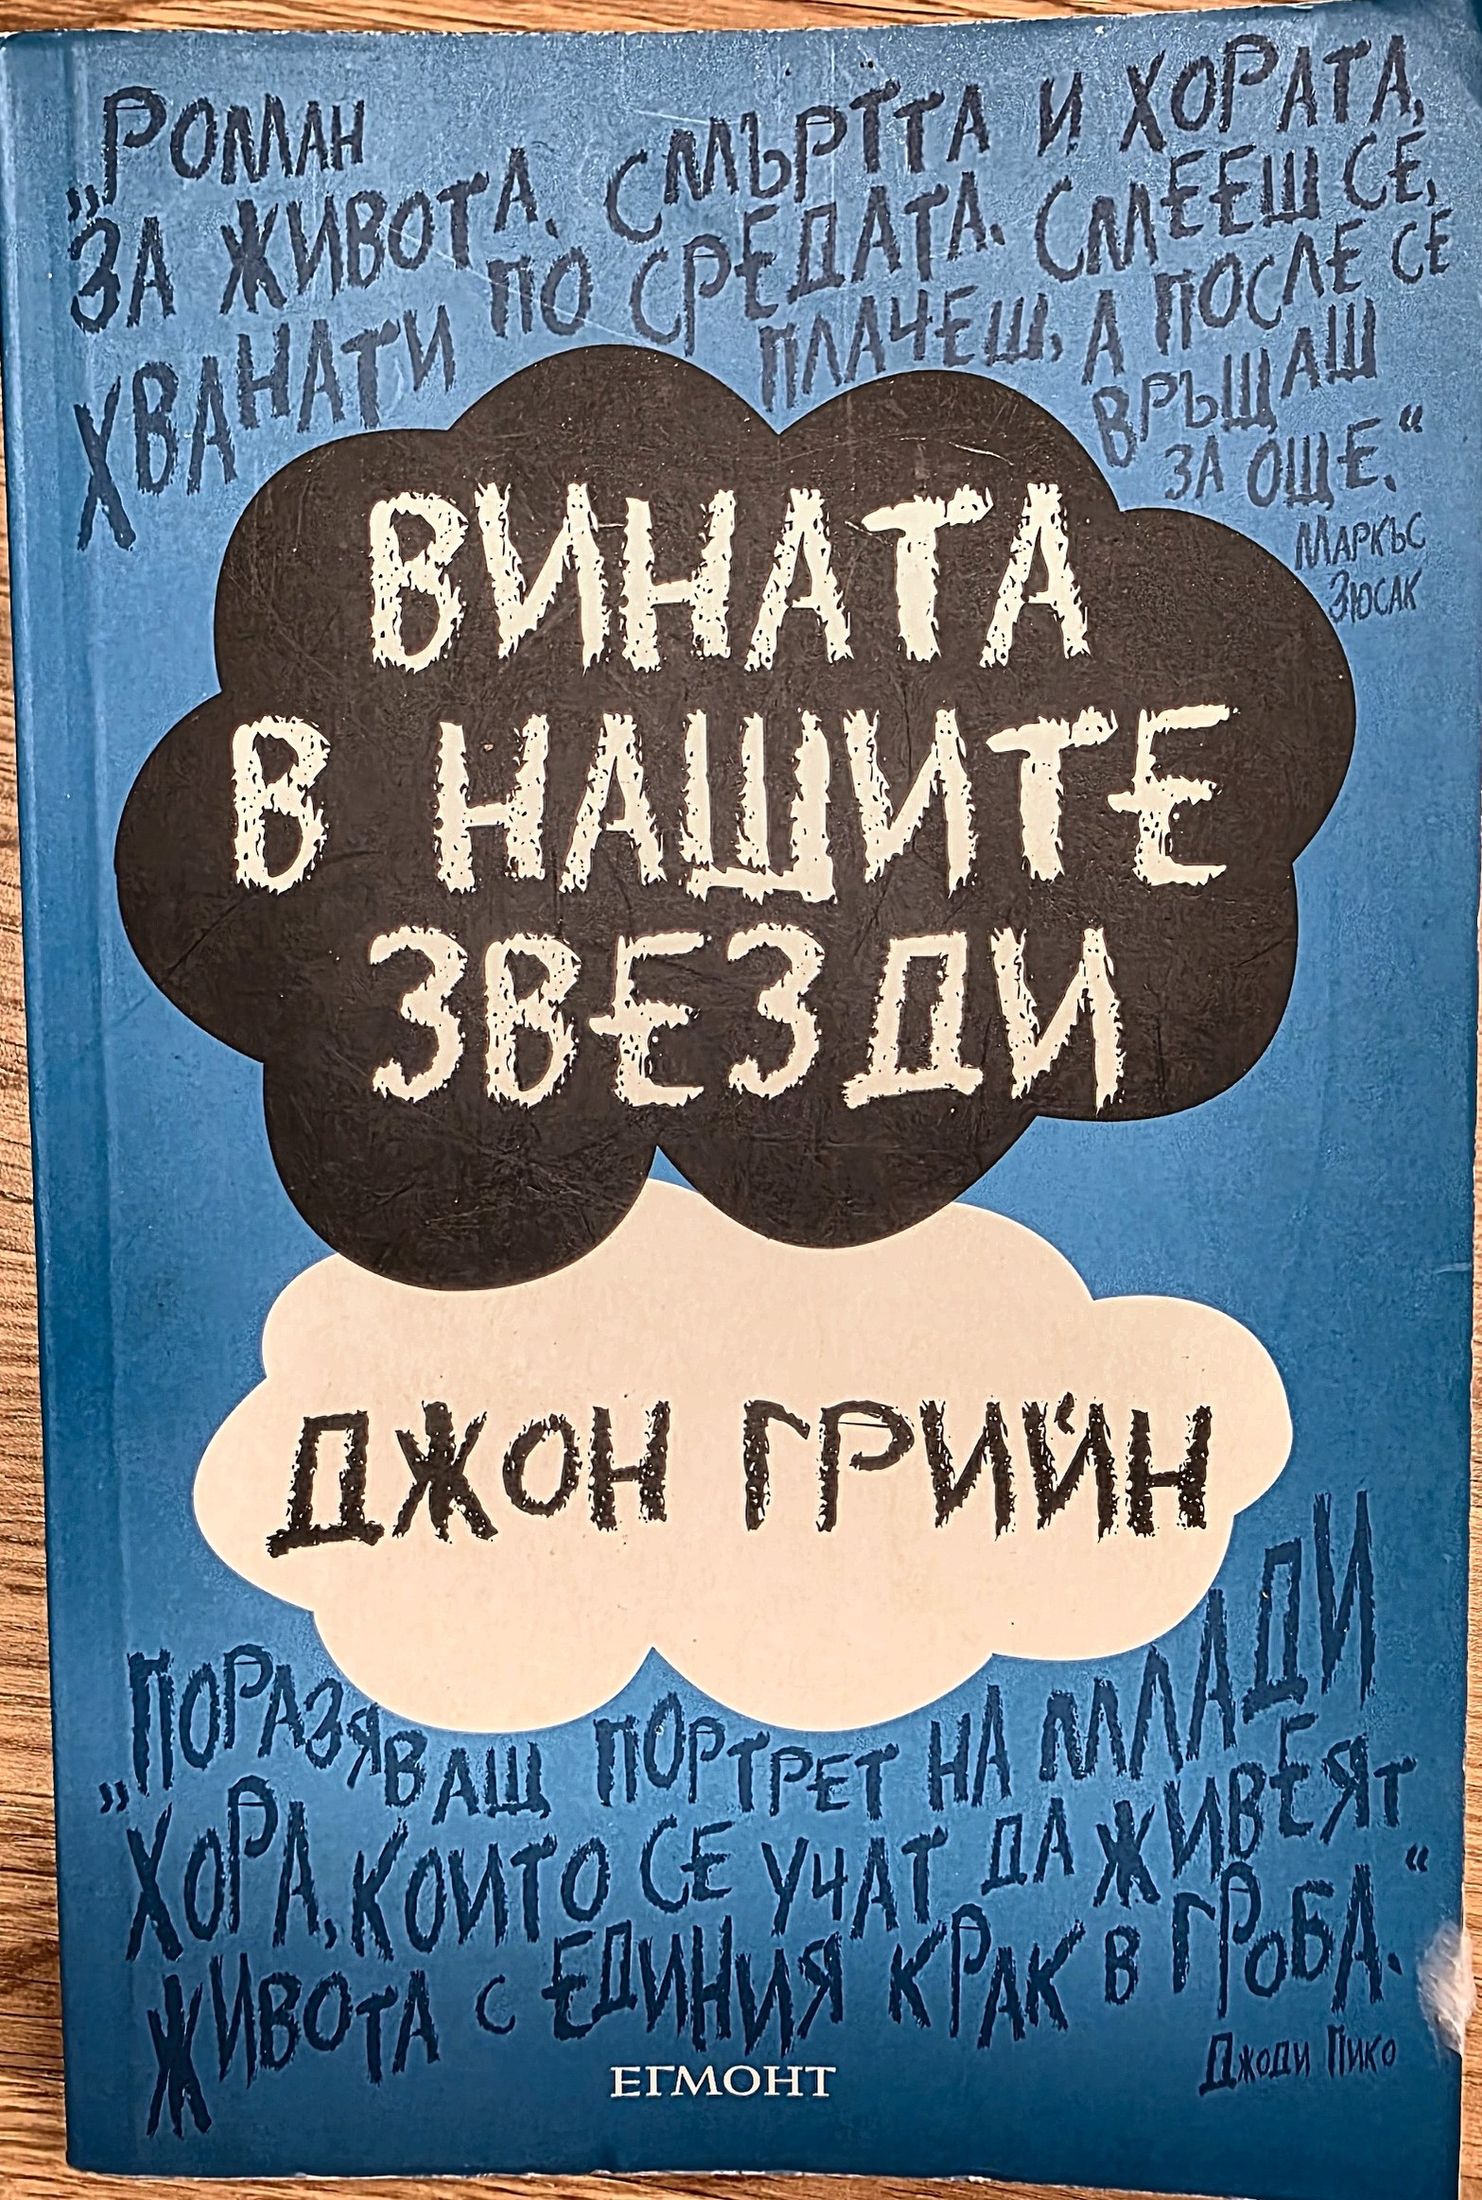 „РОМАН
ЗА ЖИВОТА, СМЪРТТА И ХОРАТА,
ХВАНАТИ ПО СРЕДАТА. СМЕЕШ СЕ,
ПЛАЧЕШ, А ПОСЛЕ СЕ
ВРЪЩАШ
ЗА ОЩЕ.“
МАРКЪС
ЗЮСАК
ВИНАТА
В НАШИТЕ
ЗВЕЗДИ
ДЖОН ГРИЙН
„ПОРАЗЯВАЩ ПОРТРЕТ НА МЛАДИ
ХОРА, КОИТО СЕ УЧАТ ДА ЖИВЕЯТ
ЖИВОТА С ЕДИНИЯ КРАК В ГРОБА.“
ДЖОДИ ПИКО
ЕГМОНТ